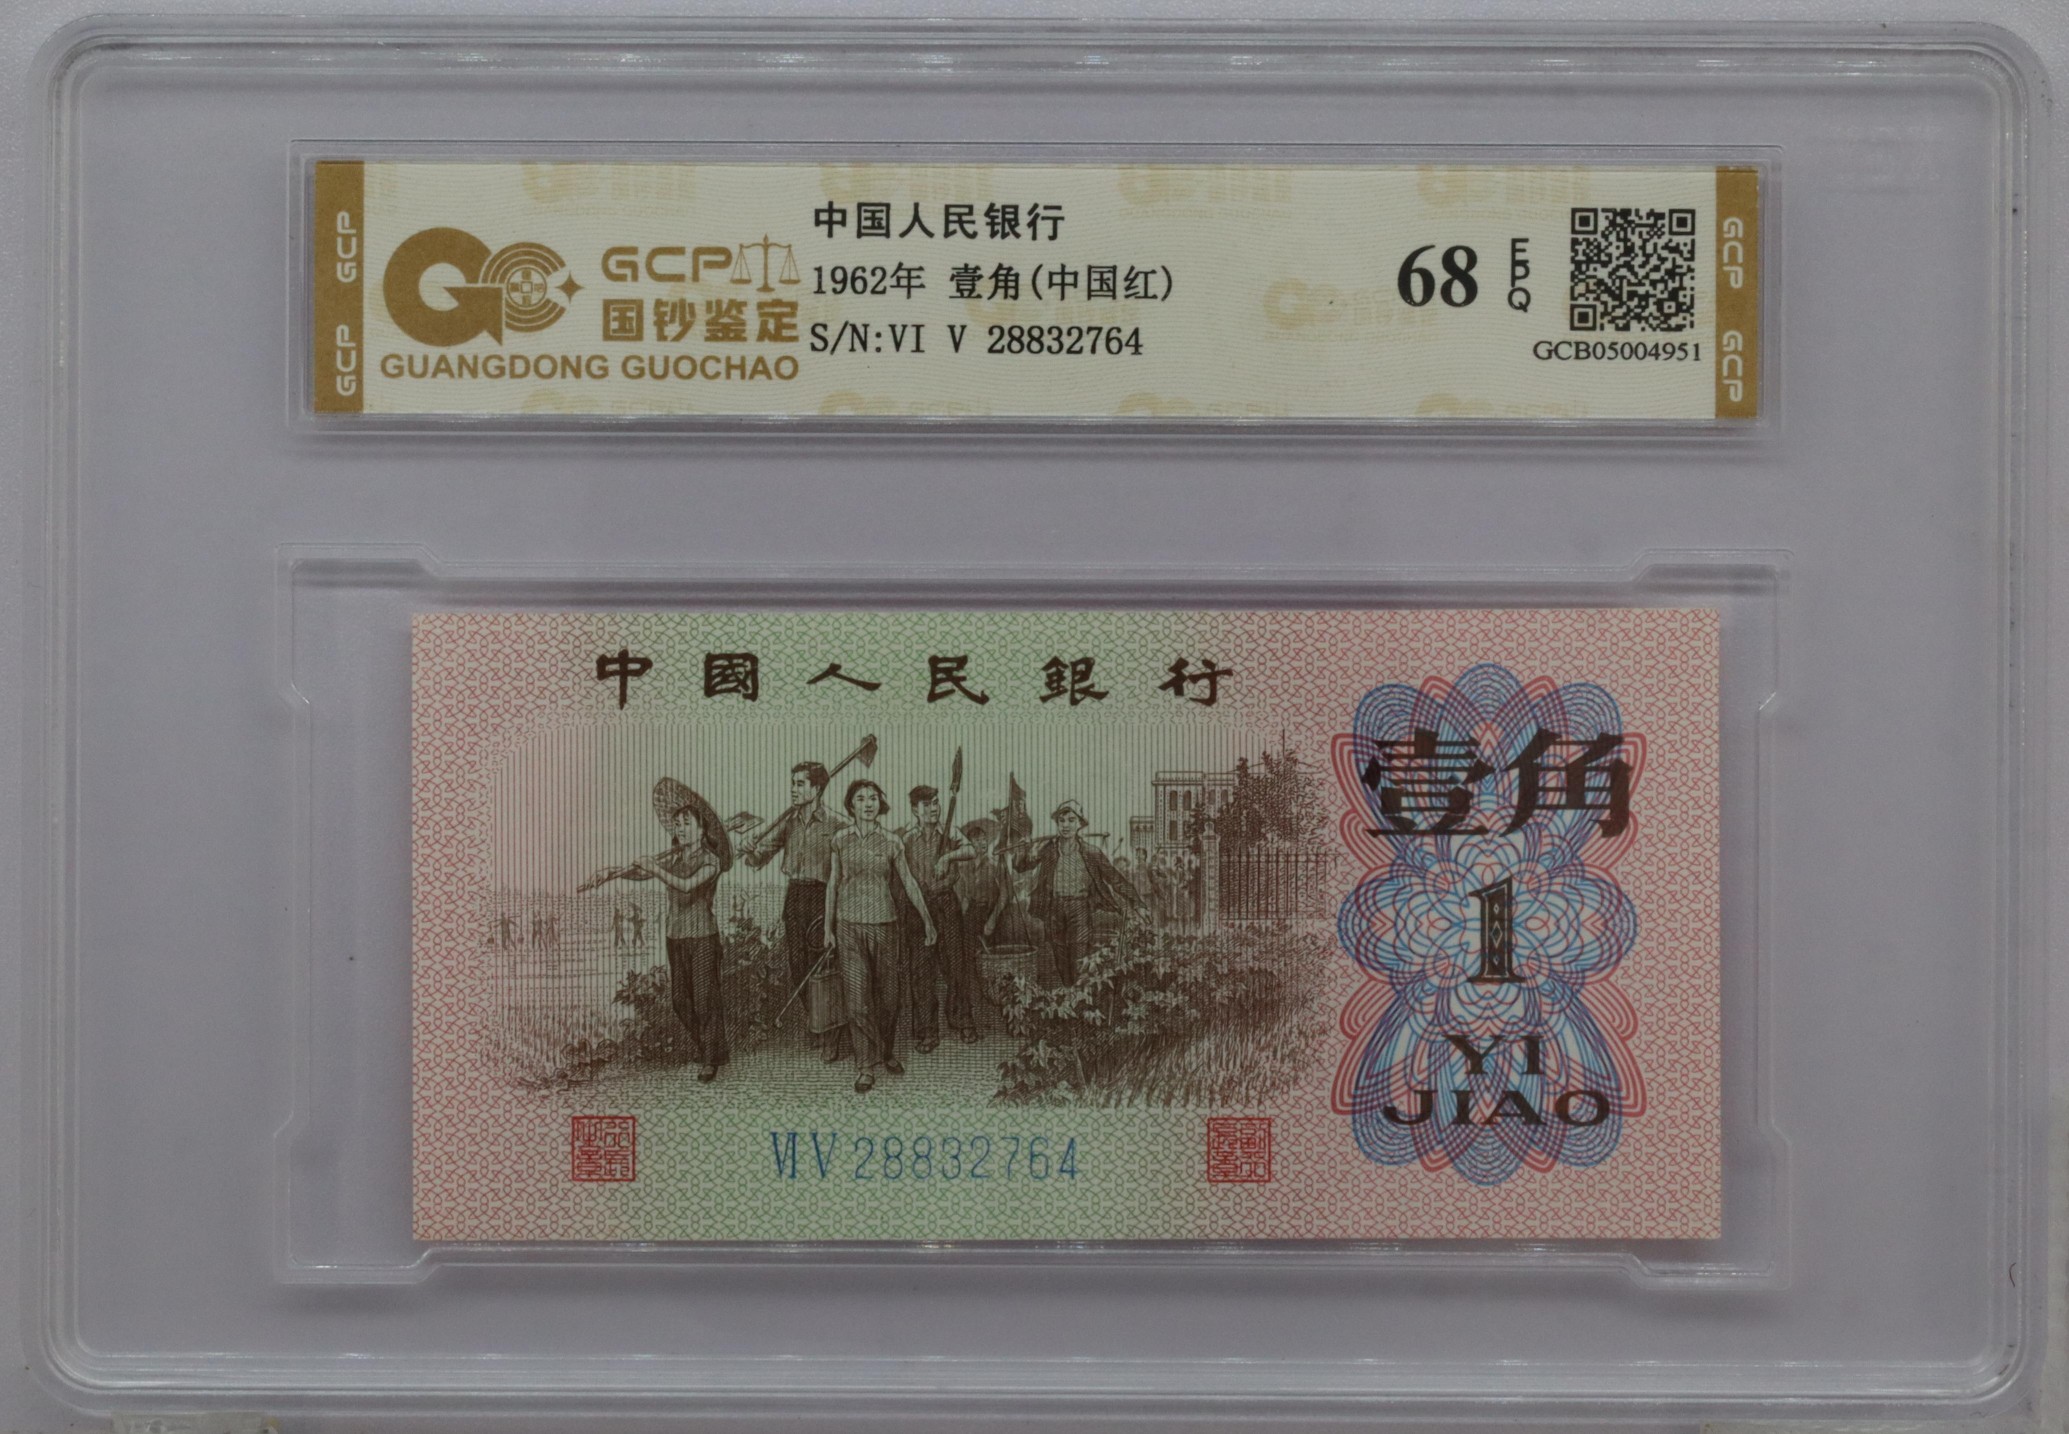 GCP
GCP
GCP
国钞鉴定
GUANGDONG GUOCHAO
中国人民银行
1962年 壹角(中国红)
S/N:VI V 28832764
68
EPQ
GCB05004951
GCP
GCP
中國人民銀行
壹角
1
YI
JIAO
VI V 28832764